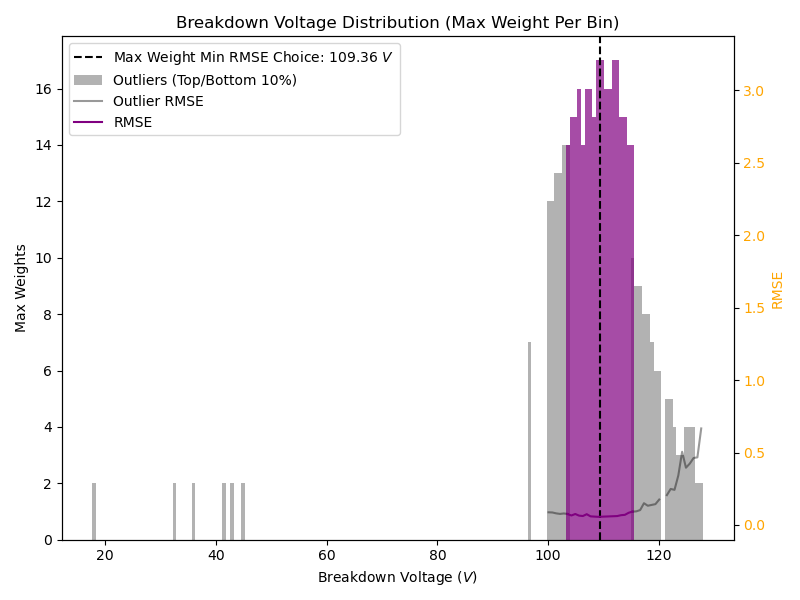 Breakdown Voltage Distribution (Max Weight Per Bin)
Max Weight Min RMSE Choice: 109.36 V
Outliers (Top/Bottom 10%)
Outlier RMSE
RMSE
Max Weights
16
14
12
10
8
6
4
2
0
3.0
2.5
2.0
1.5
1.0
0.5
0.0
RMSE
20 40 60 80 100 120
Breakdown Voltage (V)